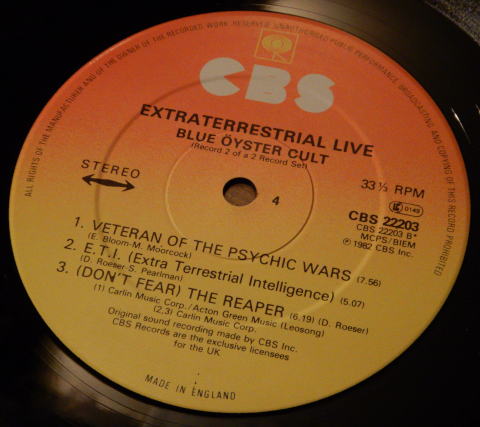 ALL RIGHTS OF THE MANUFACTURER AND OF THE OWNER OF THE RECORDED WORK RESERVED. UNAUTHORISED PUBLIC PERFORMANCE, BROADCASTING AND COPYING OF THIS RECORD PROHIBITED
CBS
EXTRATERRESTRIAL LIVE
BLUE ÖYSTER CULT
(Record 2 of a 2 Record Set)
STEREO
4
33⅓ RPM
LC 0149
CBS 22203
CBS 22203 B*
MCPS/BIEM
℗ 1982 CBS Inc.
1. VETERAN OF THE PSYCHIC WARS (7.56)
(E. Bloom-M. Moorcock)
2. E.T.I. (Extra Terrestrial Intelligence) (5.07)
(D. Roeser-S. Pearlman)
3. (DON'T FEAR) THE REAPER (6.19) (D. Roeser)
(1) Carlin Music Corp./Acton Green Music (Leosong)
(2,3) Carlin Music Corp.
Original sound recording made by CBS Inc.
CBS Records are the exclusive licensees
for the UK
MADE IN ENGLAND